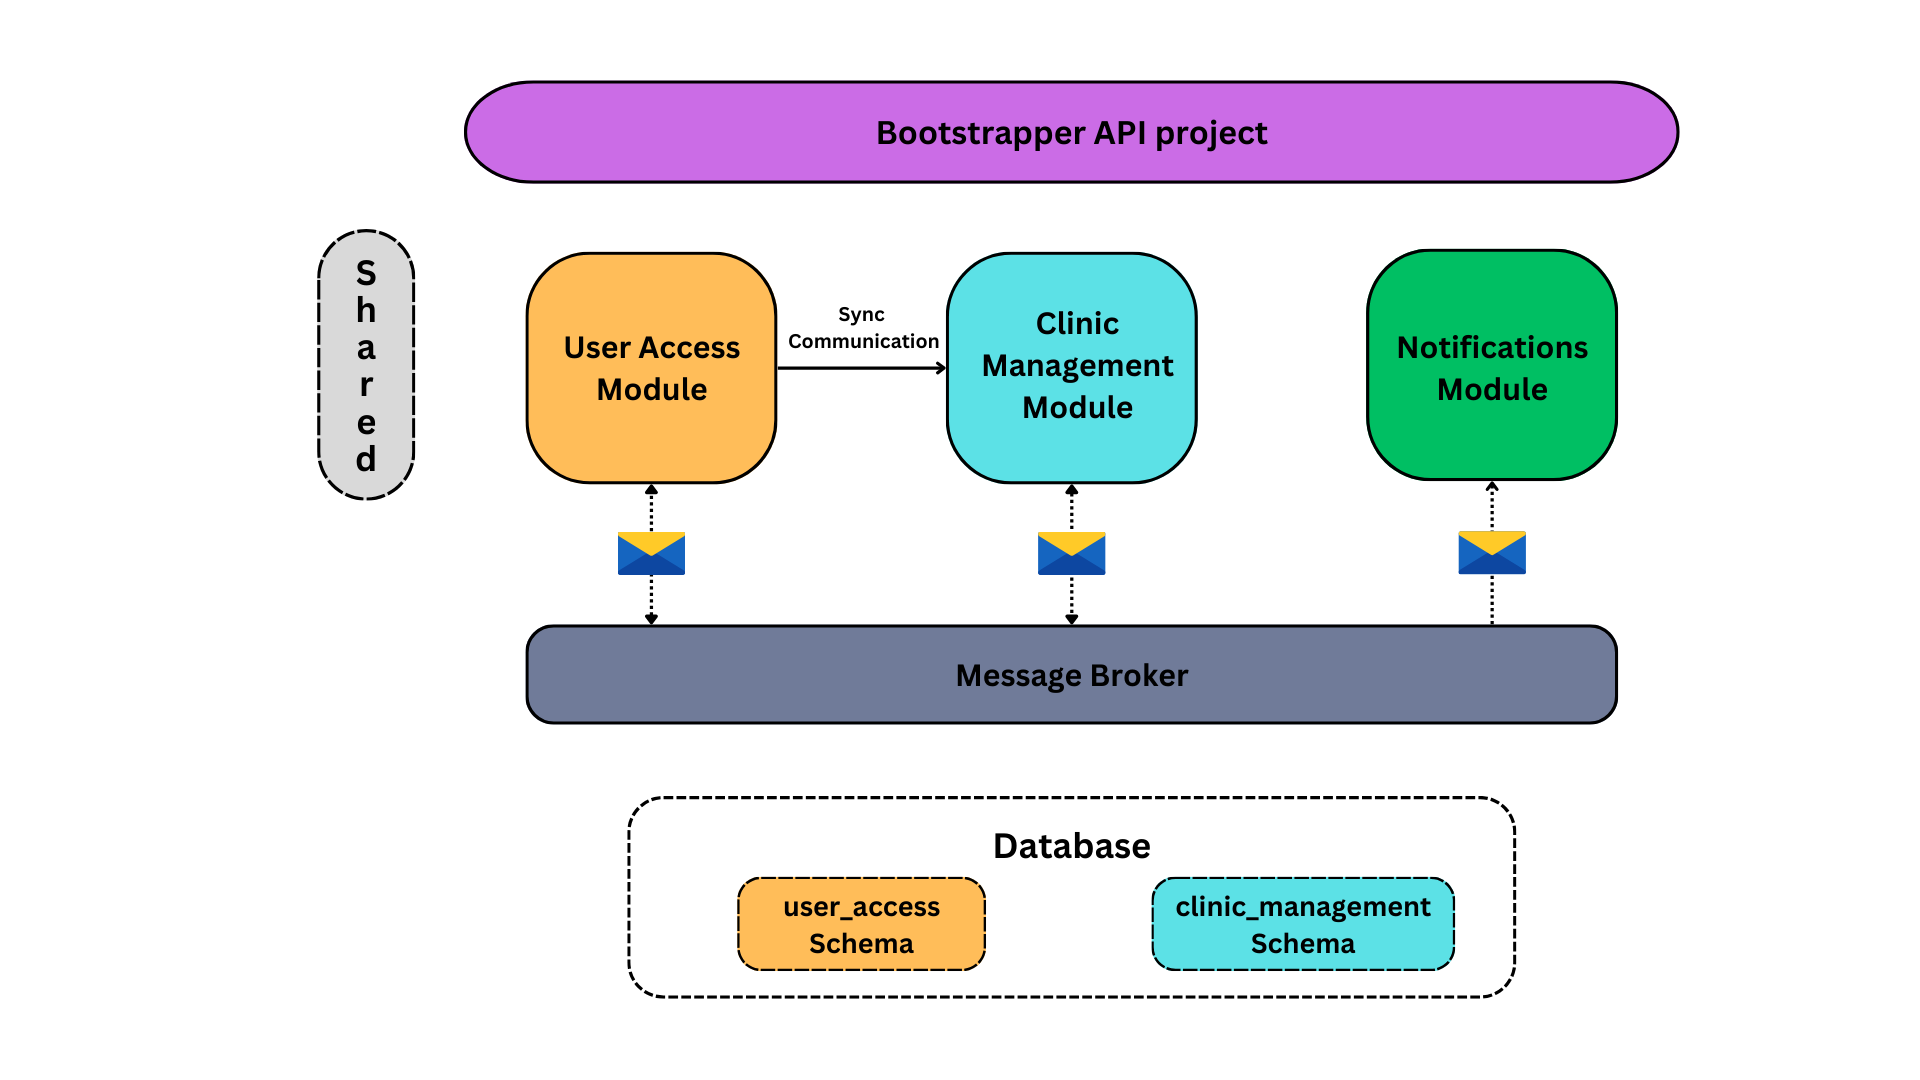 Bootstrapper API project
Shared
User Access
Module
Sync
Communication
Clinic
Management
Module
Notifications
Module
Message Broker
Database
user_access
Schema
clinic_management
Schema